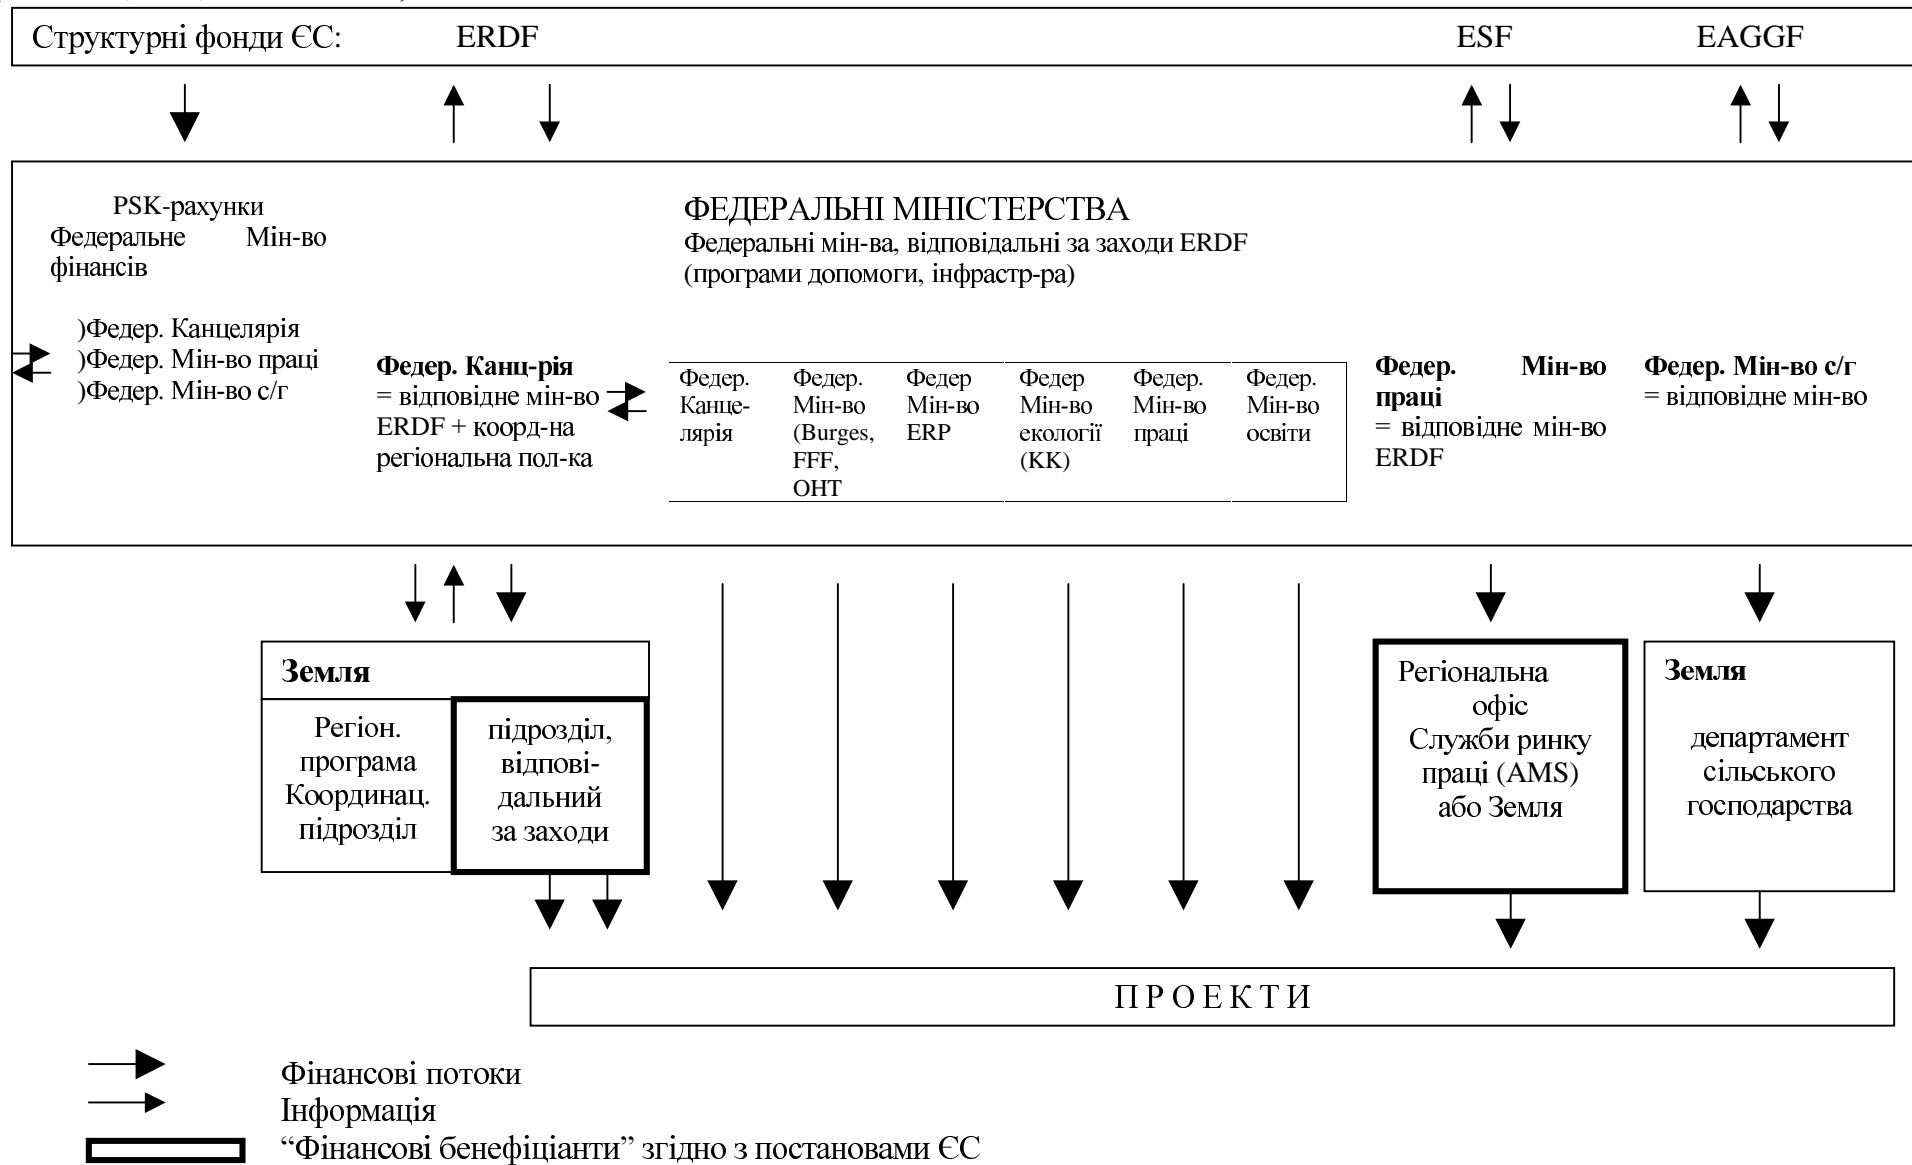 Структурні фонди ЄС: ERDF ESF EAGGF
PSK-рахунки
Федеральне Мін-во
фінансів
)Федер. Канцелярія
)Федер. Мін-во праці
)Федер. Мін-во с/г
Федер. Канц-рія
= відповідне мін-во
ERDF + коорд-на
регіональна пол-ка
ФЕДЕРАЛЬНІ МІНІСТЕРСТВА
Федеральні мін-ва, відповідальні за заходи ERDF
(програми допомоги, інфрастр-ра)
Федер.
Канце-
лярія
Федер.
Мін-во
(Burges,
FFF,
ОНТ
Федер
Мін-во
ERP
Федер
Мін-во
екології
(КК)
Федер.
Мін-во
праці
Федер.
Мін-во
освіти
Федер. Мін-во
праці
= відповідне мін-во
ERDF
Федер. Мін-во с/г
= відповідне мін-во
Земля
Регіон.
програма
Координац.
підрозділ
підрозділ,
відпові-
дальний
за заходи
Регіональна
офіс
Служби ринку
праці (AMS)
або Земля
Земля
департамент
сільського
господарства
П Р О Е К Т И
Фінансові потоки
Інформація
“Фінансові бенефіціанти” згідно з постановами ЄС